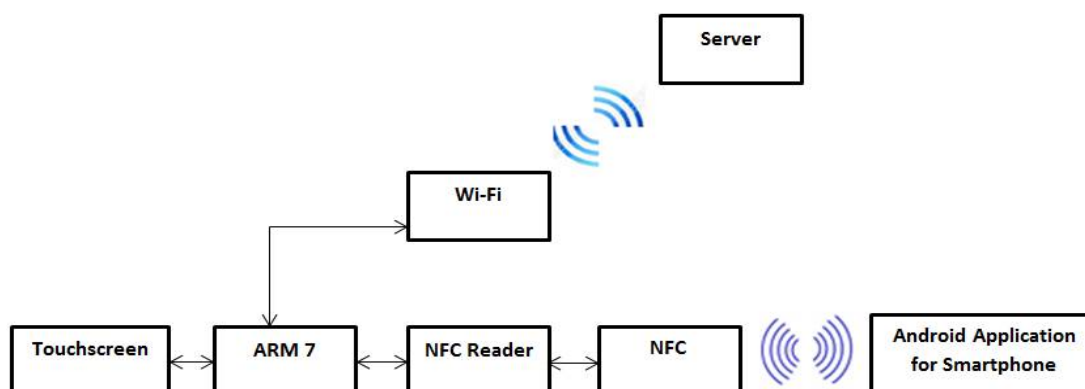 Server
Wi-Fi
Touchscreen
ARM 7
NFC Reader
NFC
Android Application
for Smartphone